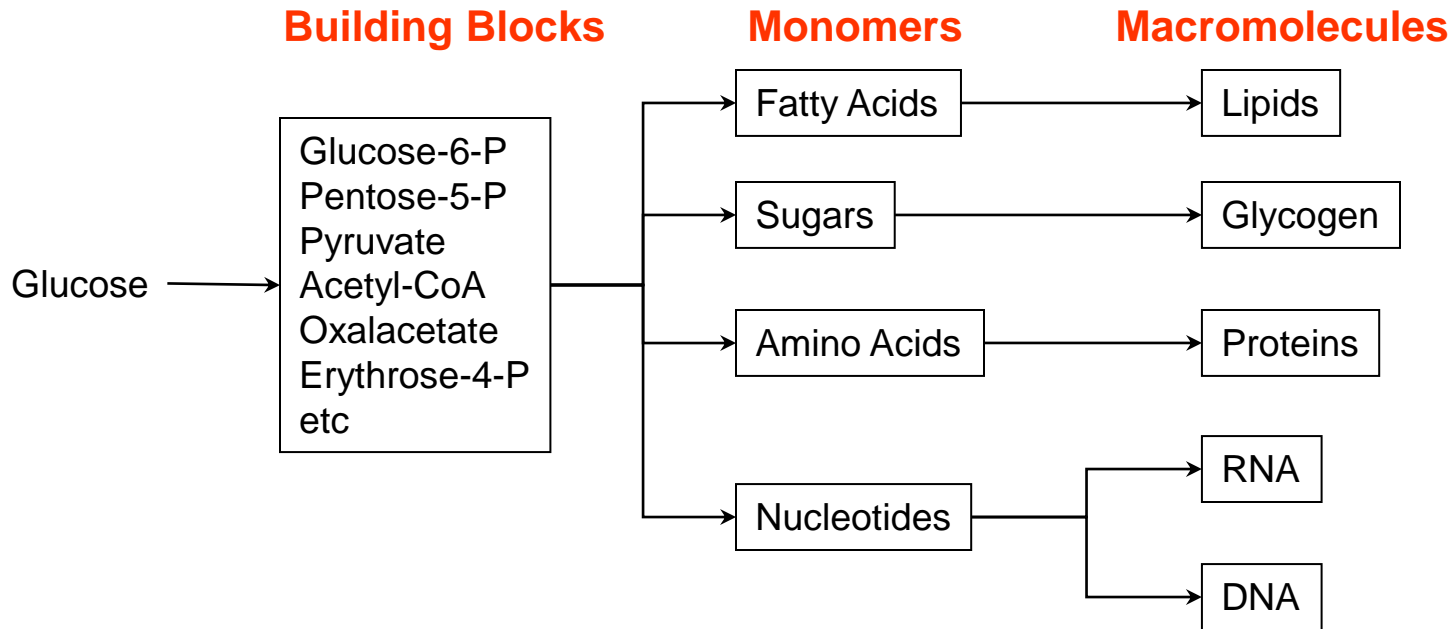 Building Blocks Monomers Macromolecules
Glucose
Glucose-6-P
Pentose-5-P
Pyruvate
Acetyl-CoA
Oxalacetate
Erythrose-4-P
etc
Fatty Acids
Sugars
Amino Acids
Nucleotides
Lipids
Glycogen
Proteins
RNA
DNA